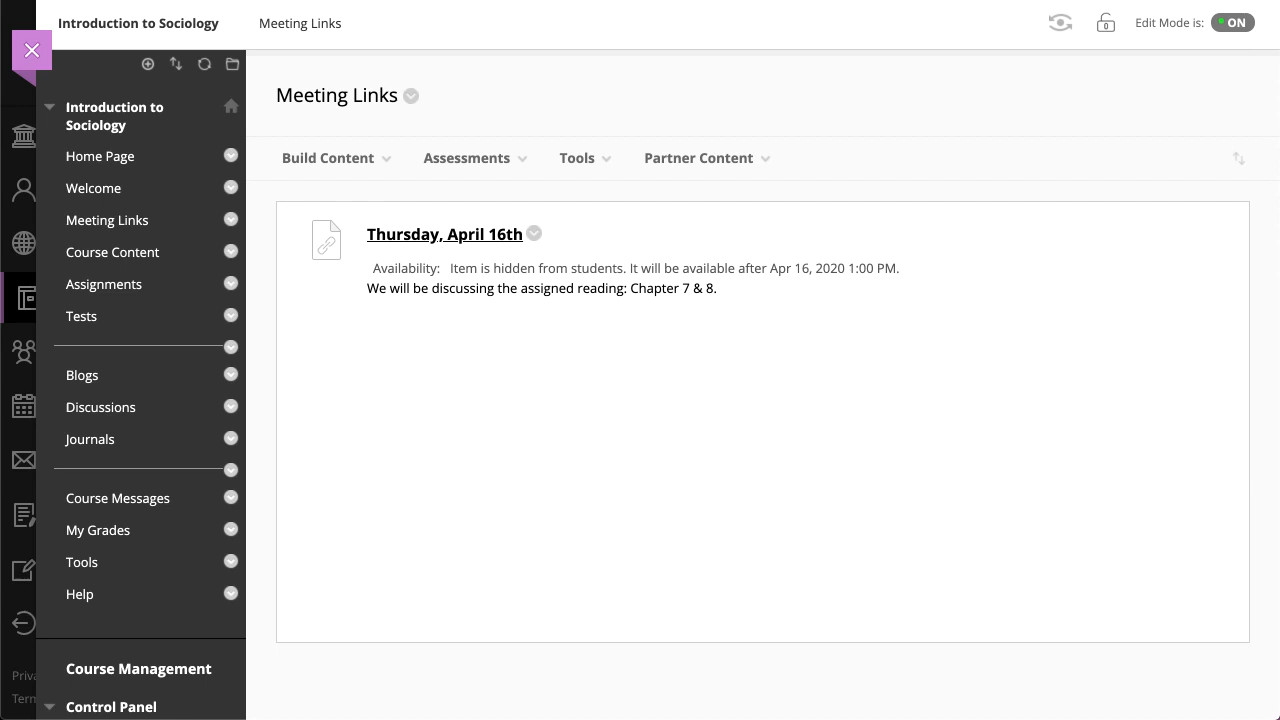 Introduction to Sociology
Meeting Links
Edit Mode is:
ON
Introduction to
Sociology
Home Page
Welcome
Meeting Links
Course Content
Assignments
Tests
Blogs
Discussions
Journals
Course Messages
My Grades
Tools
Help
Course Management
Control Panel
Priva
Term
Meeting Links
Build Content
Assessments
Tools
Partner Content
Thursday, April 16th
Availability: Item is hidden from students. It will be available after Apr 16, 2020 1:00 PM.
We will be discussing the assigned reading: Chapter 7 & 8.